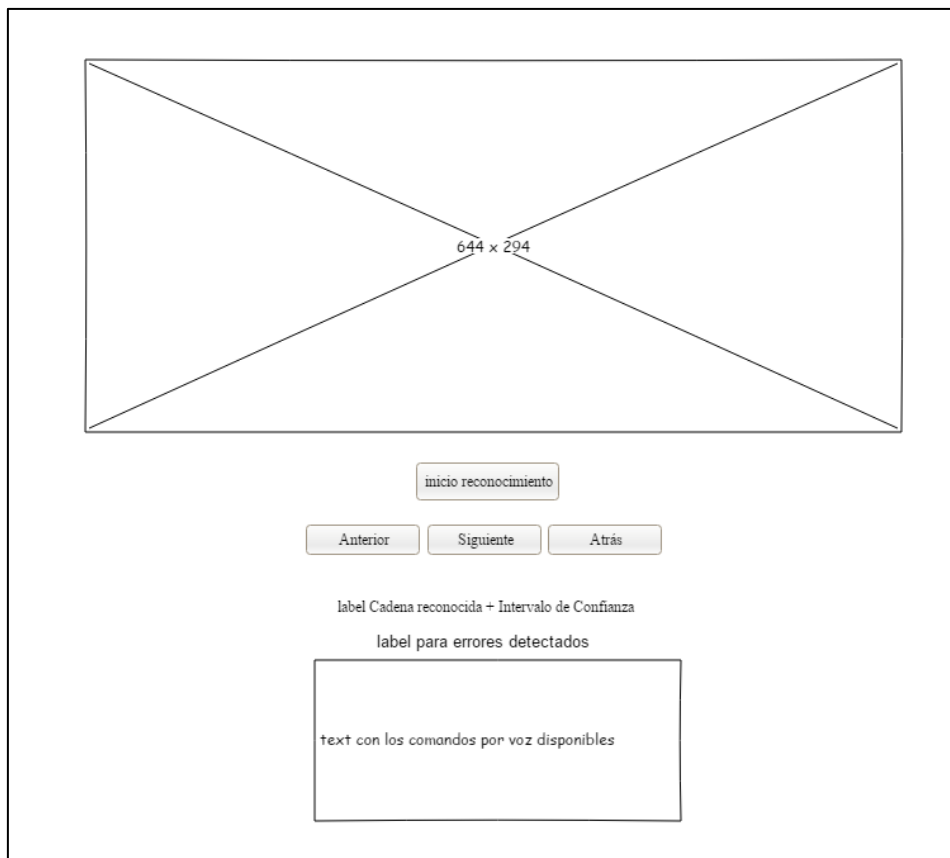 644 x 294
inicio reconocimiento
Anterior Siguiente Atrás
label Cadena reconocida + Intervalo de Confianza
label para errores detectados
text con los comandos por voz disponibles